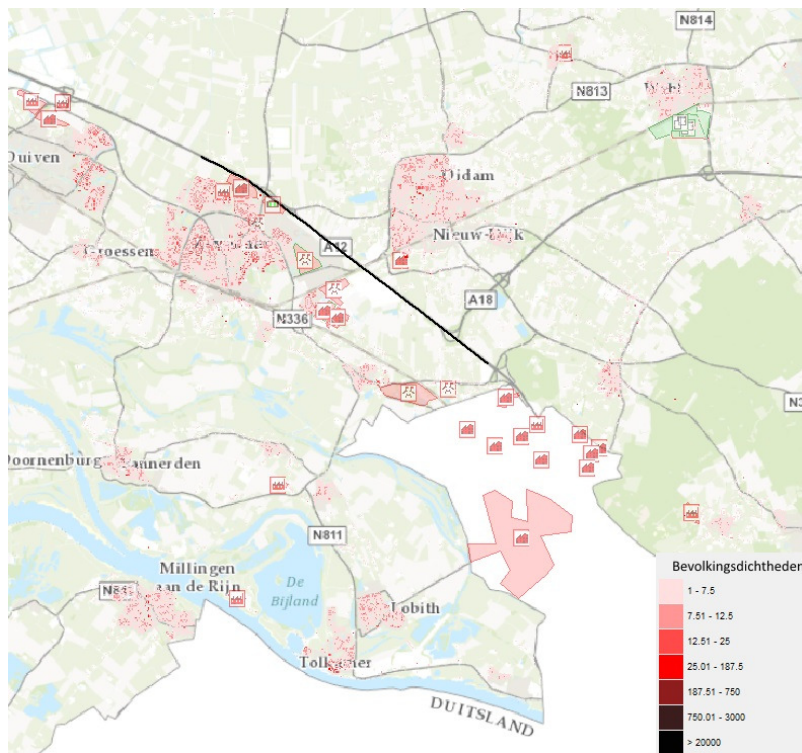 N814
N813
Duiven
Didam
Groessen
A12
Nieuw-Dijk
A18
N336
Doornenburg
Pannerden
N811
Millingen
aan de Rijn
De
Bijland
Lobith
Tolkamer
DUITSLAND
Bevolkingsdichtheden
1 - 7.5
7.51 - 12.5
12.51 - 25
25.01 - 187.5
187.51 - 750
750.01 - 3000
> 20000